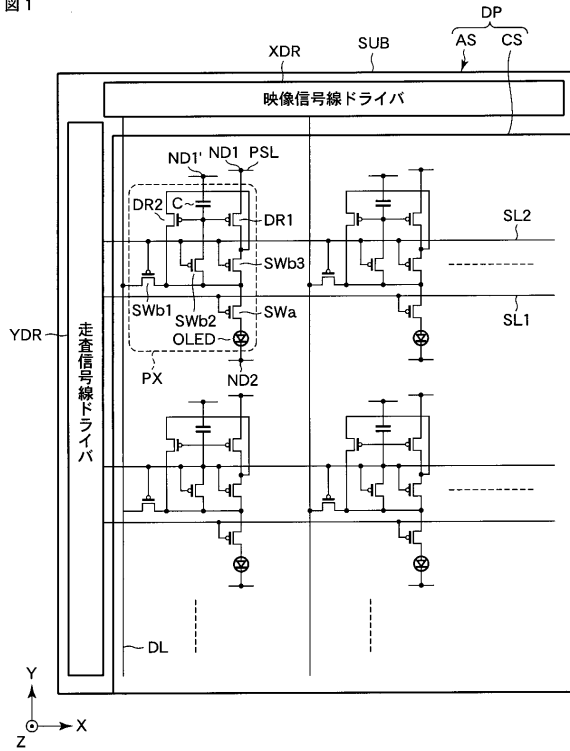 図1
DP
AS CS
XDR SUB
映像信号線ドライバ
ND1' ND1 PSL
C
DR2 DR1
SL2
SWb3
SWb1
SWb2 SWa
SL1
YDR
走査信号線ドライバ
OLED
PX ND2
DL
Y
X
Z